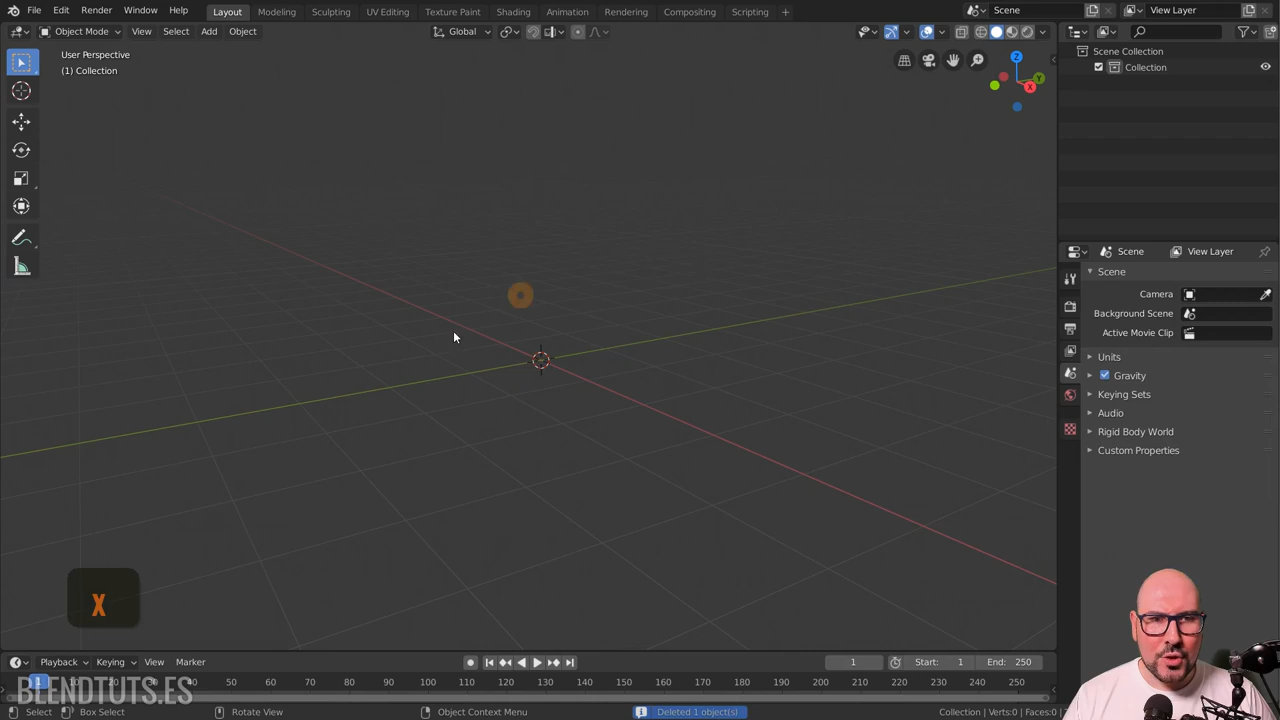 File Edit Render Window Help Layout Modeling Sculpting UV Editing Texture Paint Shading Animation Rendering Compositing Scripting + Scene View Layer
Object Mode View Select Add Object Global
User Perspective
(1) Collection
Z
Y
X
Scene Collection
Collection
Scene View Layer
Scene
Camera
Background Scene
Active Movie Clip
Units
Gravity
Keying Sets
Audio
Rigid Body World
Custom Properties
X
Playback Keying View Marker 1 Start: 1 End: 250
1 20 30 40 50 60 70 80 90 100 110 120 130 140 150 160 170 180 190 200 210 220 230 240 250
BLENDTUTS.ES
Select Box Select Rotate View Object Context Menu Deleted 1 object(s) Collection | Verts:0 | Faces:0 |